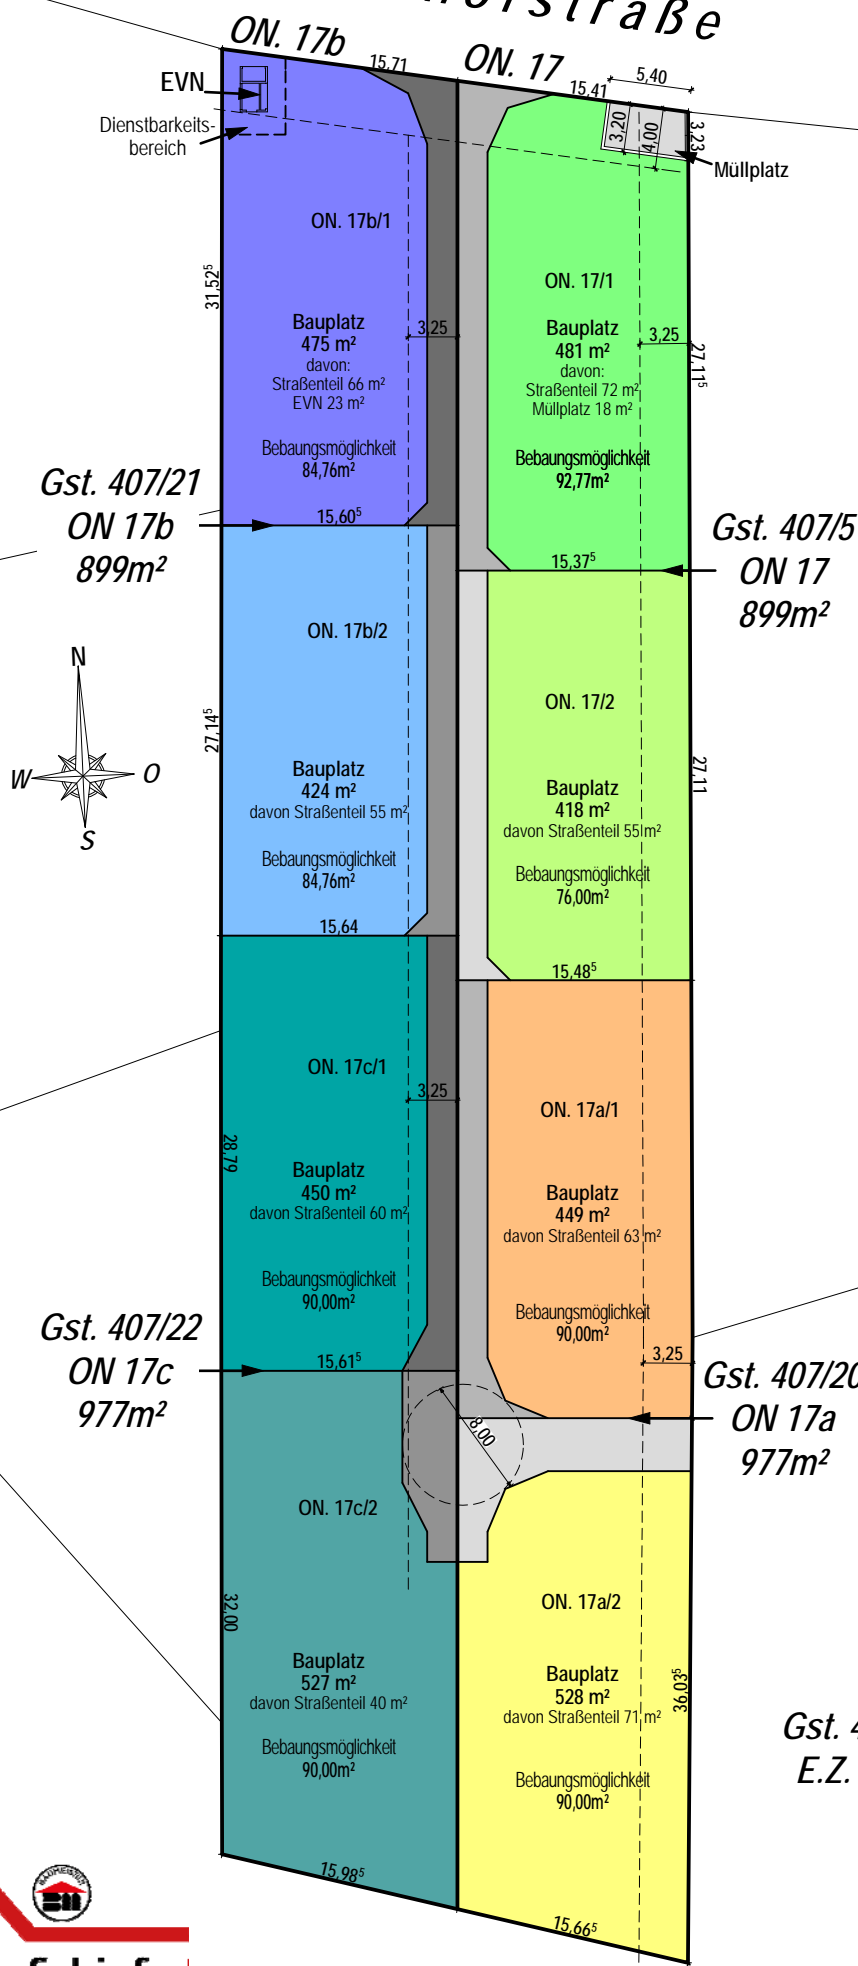 ON. 17b
15,71
ON. 17
15,41
5,40
EVN
Dienstbarkeits-
bereich
3,20
4,00
3,23
Müllplatz
ON. 17b/1
31,52⁵
Bauplatz
475 m²
davon:
Straßenteil 66 m²
EVN 23 m²
Bebaungsmöglichkeit
84,76m²
3,25
ON. 17/1
Bauplatz
481 m²
davon:
Straßenteil 72 m²
Müllplatz 18 m²
Bebaungsmöglichkeit
92,77m²
3,25
27,11⁵
Gst. 407/21
ON 17b
899m²
15,60⁵
15,37⁵
Gst. 407/5
ON 17
899m²
ON. 17b/2
27,14⁵
Bauplatz
424 m²
davon Straßenteil 55 m²
Bebaungsmöglichkeit
84,76m²
15,64
ON. 17/2
27,11
Bauplatz
418 m²
davon Straßenteil 55 m²
Bebaungsmöglichkeit
76,00m²
15,48⁵
N
W
O
S
ON. 17c/1
3,25
28,79
Bauplatz
450 m²
davon Straßenteil 60 m²
Bebaungsmöglichkeit
90,00m²
15,61⁵
ON. 17a/1
Bauplatz
449 m²
davon Straßenteil 63 m²
Bebaungsmöglichkeit
90,00m²
3,25
Gst. 407/22
ON 17c
977m²
Gst. 407/20
ON 17a
977m²
8,00
ON. 17c/2
32,00
Bauplatz
527 m²
davon Straßenteil 40 m²
Bebaungsmöglichkeit
90,00m²
15,98⁵
ON. 17a/2
36,03⁵
Bauplatz
528 m²
davon Straßenteil 71 m²
Bebaungsmöglichkeit
90,00m²
15,66⁵
Gst. 4
E.Z.
BAUMEISTER